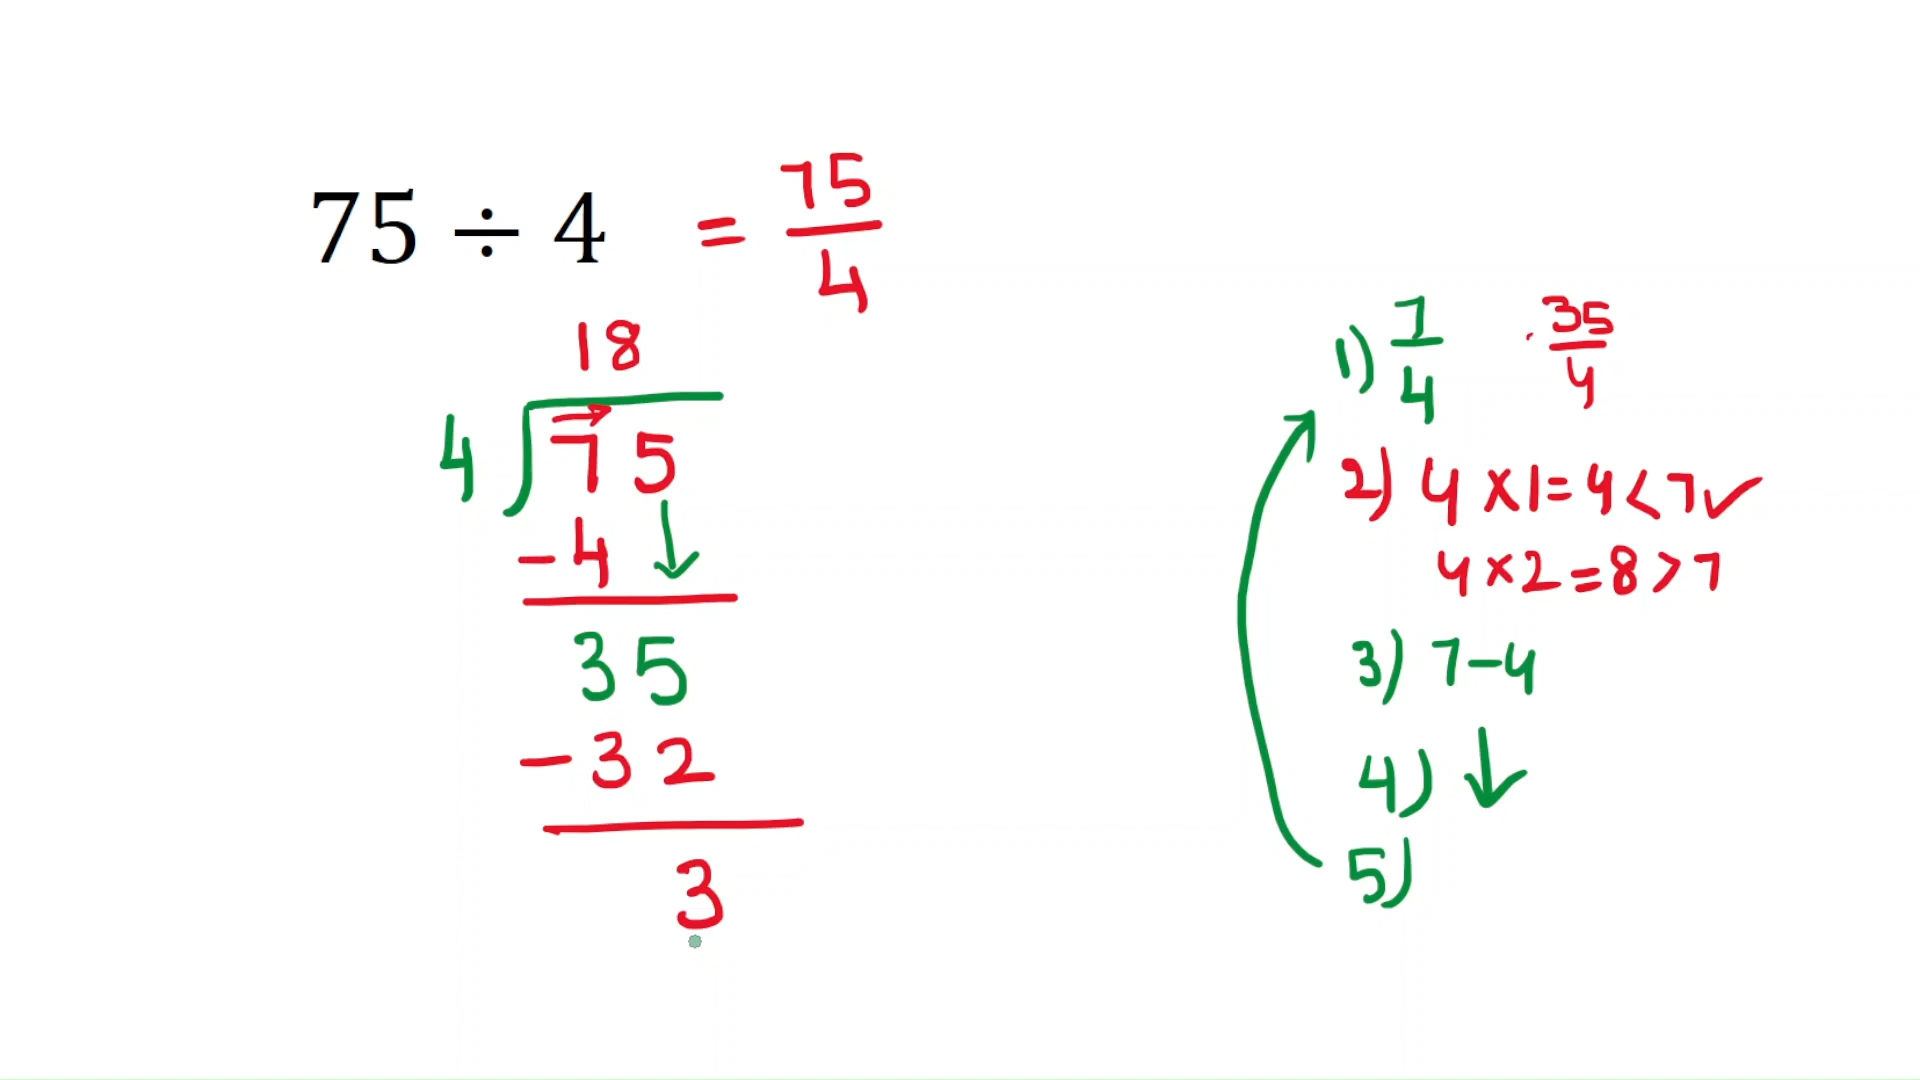 75 ÷ 4 = 75/4
18
4 75
-4
35
-32
3
1) 7/4 35/4
2) 4 × 1 = 4 < 7 ✓
4 × 2 = 8 > 7
3) 7-4
4) ↓
5)